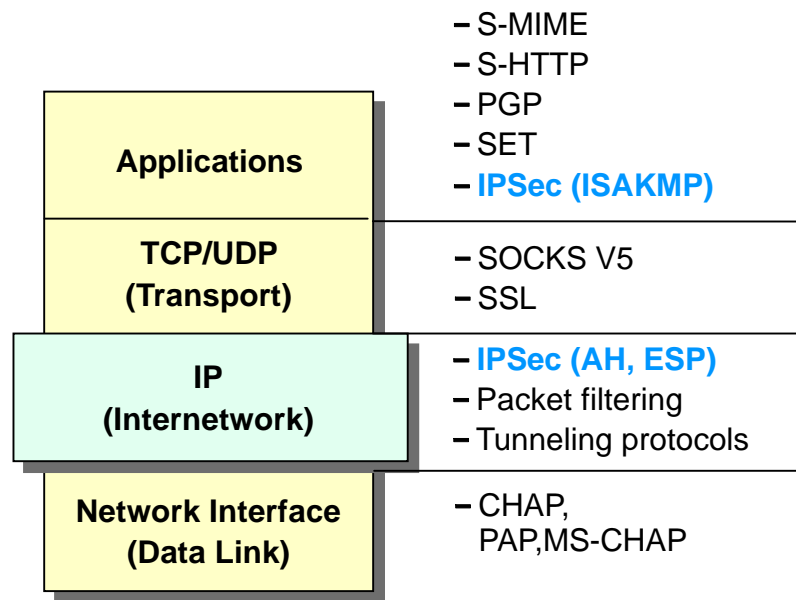 – S-MIME
– S-HTTP
– PGP
– SET
– IPSec (ISAKMP)
Applications
TCP/UDP
(Transport)
– SOCKS V5
– SSL
IP
(Internetwork)
– IPSec (AH, ESP)
– Packet filtering
– Tunneling protocols
Network Interface
(Data Link)
– CHAP,
PAP,MS-CHAP